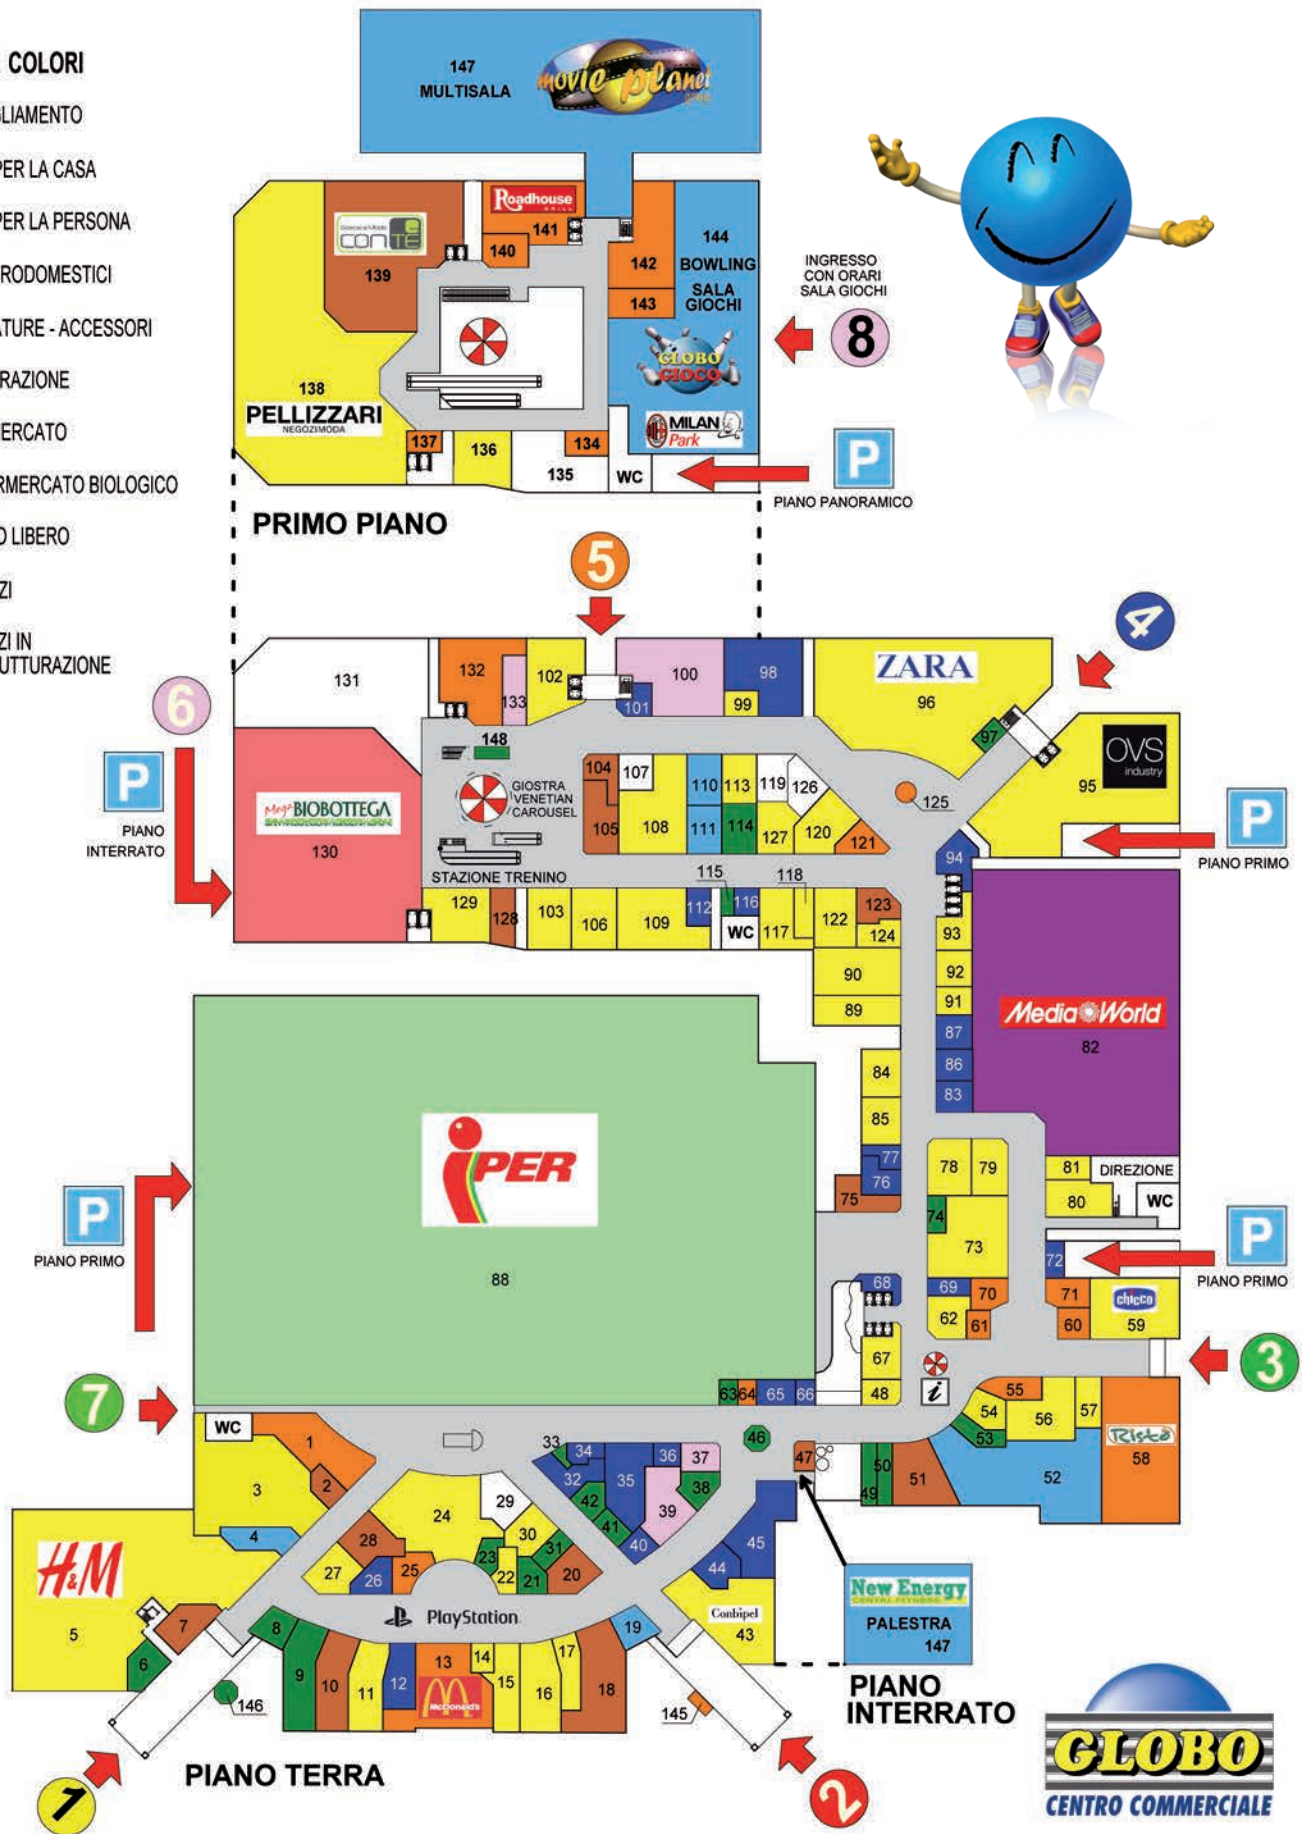 COLORI
GLIAMENTO
PER LA CASA
PER LA PERSONA
RODOMESTICI
ATURE - ACCESSORI
RAZIONE
MERCATO
RMERCATO BIOLOGICO
O LIBERO
ZI
ZI IN
UTTURAZIONE
147
MULTISALA
movie planet
Roadhouse
GRILL
141
140
CONTE
139
142
143
144
BOWLING
SALA
GIOCHI
GLOBO
GIOCO
MILAN
Park
INGRESSO
CON ORARI
SALA GIOCHI
8
138
PELLIZZARI
NEGOZIMODA
137
136
135
134
WC
P
PIANO PANORAMICO
PRIMO PIANO
5
4
6
P
PIANO
INTERRATO
131
132
133
102
100
101
98
99
ZARA
96
97
OVS
industry
95
148
GIOSTRA
VENETIAN
CAROUSEL
STAZIONE TRENINO
Mega BIOBOTTEGA
130
104
105
107
108
110
111
113
114
119
126
127
120
121
125
P
PIANO PRIMO
94
115
118
129
128
103
106
109
112
116
WC
117
122
123
124
93
90
89
92
91
87
86
83
Media World
82
84
85
77
76
75
78
79
74
73
81
80
DIREZIONE
WC
iPER
88
P
PIANO PRIMO
P
PIANO PRIMO
72
68
69
70
71
62
61
60
chicco
59
67
48
i
3
7
63
64
65
66
WC
1
2
3
4
46
47
33
34
32
35
36
37
38
39
42
41
40
50
49
51
53
54
55
56
57
52
Ristò
58
H&M
5
6
7
24
29
28
27
26
25
30
23
22
21
31
20
45
44
Conbipel
43
New Energy
CENTRI FITNESS
PALESTRA
147
PIANO
INTERRATO
PlayStation
8
9
10
11
12
13
McDonald's
14
15
16
17
18
19
146
145
1
2
PIANO TERRA
GLOBO
CENTRO COMMERCIALE